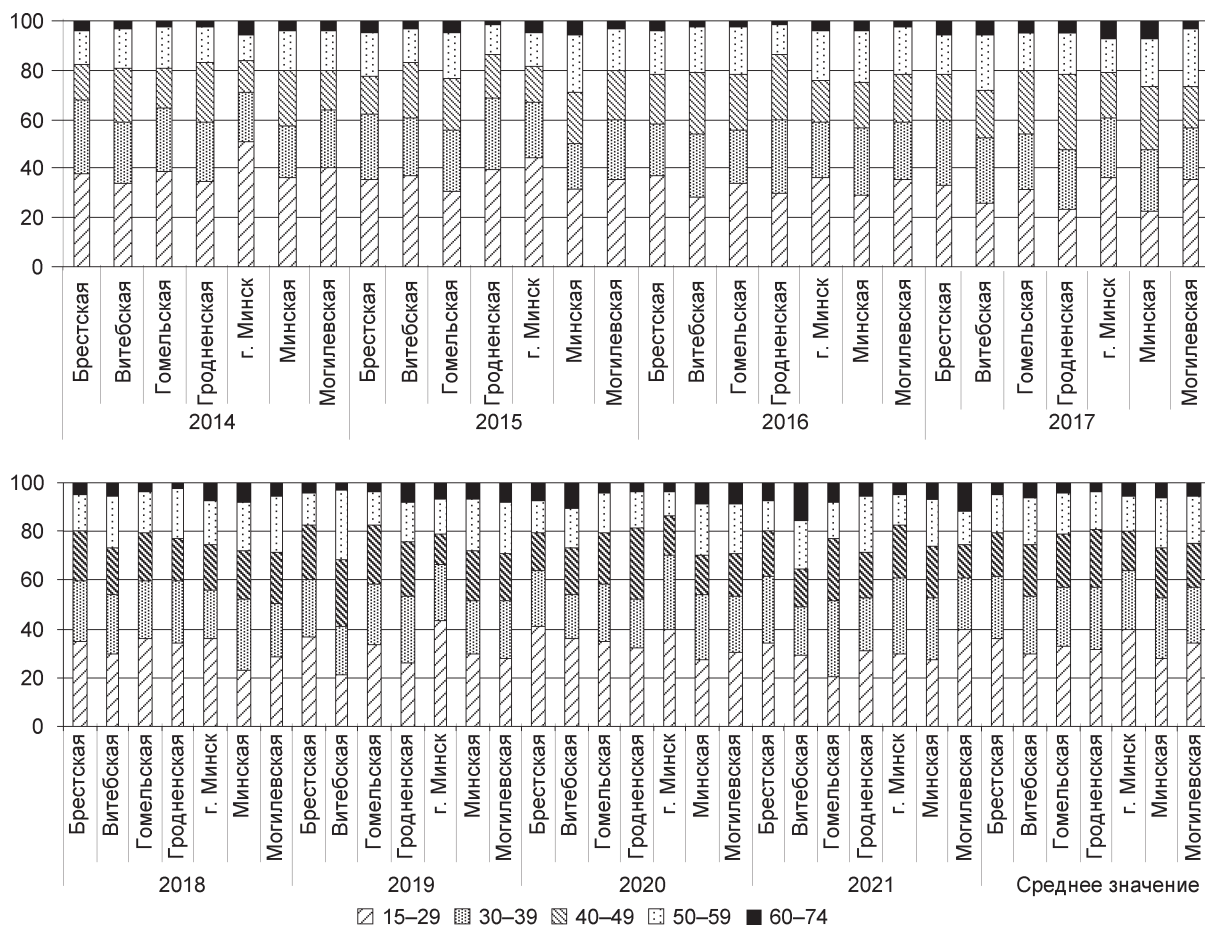 100
80
60
40
20
0
Брестская Витебская Гомельская Гродненская г. Минск Минская Могилевская Брестская Витебская Гомельская Гродненская г. Минск Минская Могилевская Брестская Витебская Гомельская Гродненская г. Минск Минская Могилевская Брестская Витебская Гомельская Гродненская г. Минск Минская Могилевская
2014 2015 2016 2017
100
80
60
40
20
0
Брестская Витебская Гомельская Гродненская г. Минск Минская Могилевская Брестская Витебская Гомельская Гродненская г. Минск Минская Могилевская Брестская Витебская Гомельская Гродненская г. Минск Минская Могилевская Брестская Витебская Гомельская Гродненская г. Минск Минская Могилевская Брестская Витебская Гомельская Гродненская г. Минск Минская Могилевская
2018 2019 2020 2021 Среднее значение
15–29 30–39 40–49 50–59 60–74